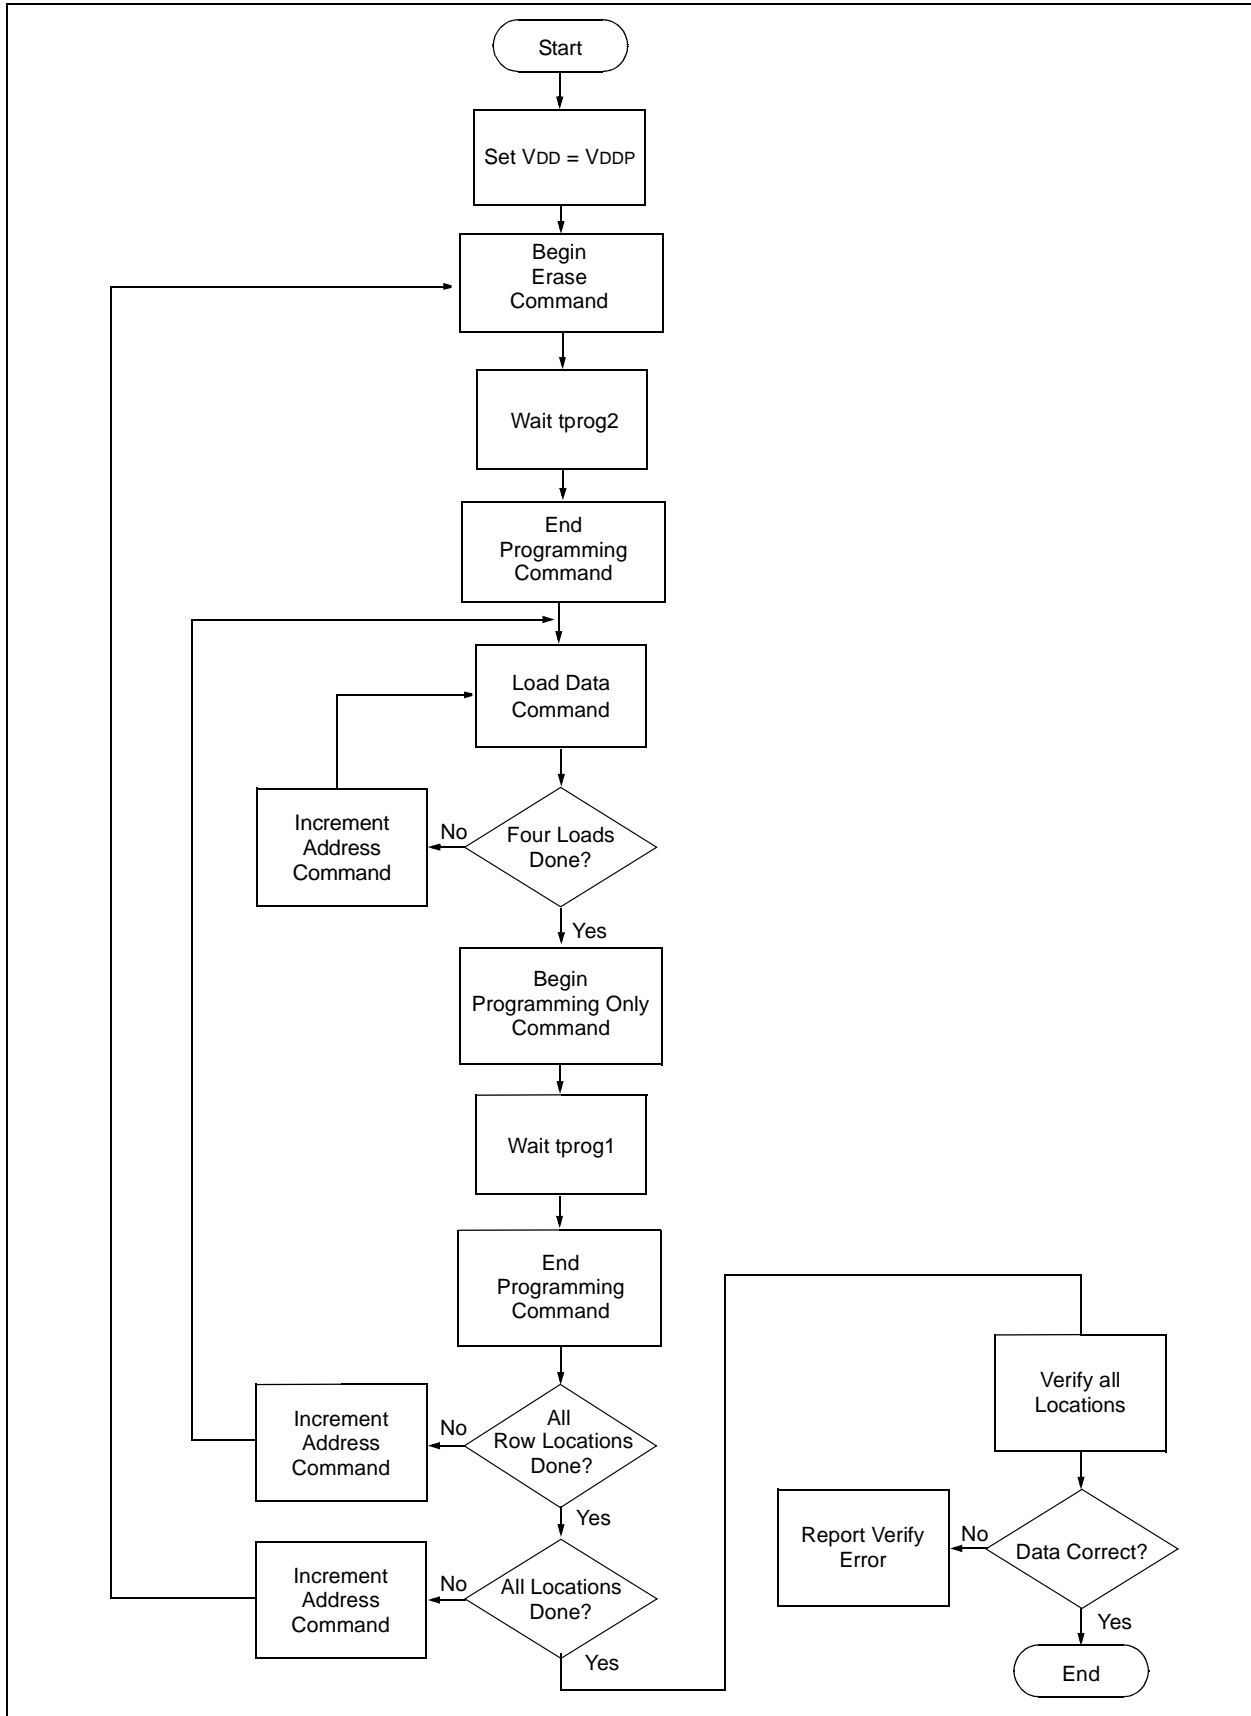 Start
Set VDD = VDDP
Begin
Erase
Command
Wait tprog2
End
Programming
Command
Load Data
Command
Increment
Address
Command
No
Four Loads
Done?
Yes
Begin
Programming Only
Command
Wait tprog1
End
Programming
Command
Increment
Address
Command
No
All
Row Locations
Done?
Yes
Increment
Address
Command
No
All Locations
Done?
Yes
Verify all
Locations
Report Verify
Error
No
Data Correct?
Yes
End